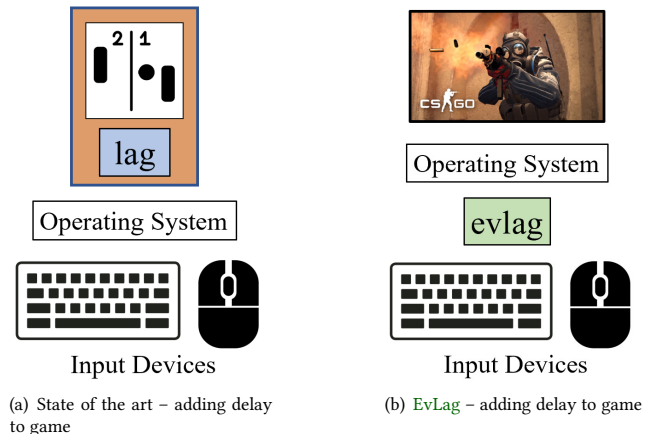 2 1
lag
Operating System
Input Devices
(a) State of the art – adding delay
to game
CS GO
Operating System
evlag
Input Devices
(b) EvLag – adding delay to game